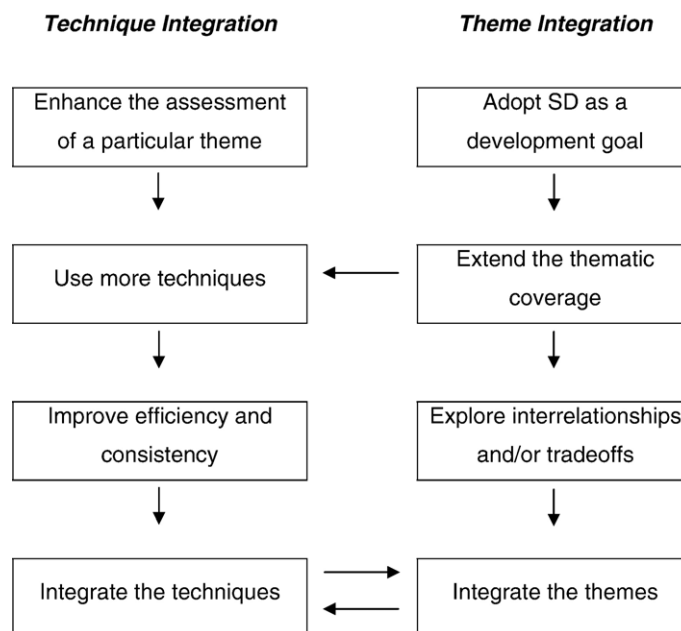 Technique Integration
Theme Integration
Enhance the assessment
of a particular theme
Adopt SD as a
development goal
Use more techniques
Extend the thematic
coverage
Improve efficiency and
consistency
Explore interrelationships
and/or tradeoffs
Integrate the techniques
Integrate the themes